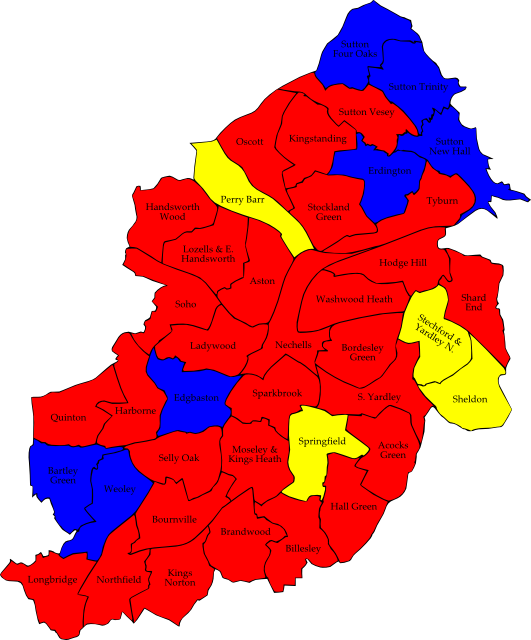 Sutton
Four Oaks
Sutton Trinity
Sutton Vesey
Oscott
Kingstanding
Sutton
New Hall
Erdington
Perry Barr
Stockland
Green
Tyburn
Handsworth
Wood
Lozells & E.
Handsworth
Aston
Hodge Hill
Soho
Washwood Heath
Shard
End
Stechford &
Yardley N.
Ladywood
Nechells
Bordesley
Green
Edgbaston
Sparkbrook
S. Yardley
Sheldon
Quinton
Harborne
Springfield
Acocks
Green
Selly Oak
Moseley &
Kings Heath
Bartley
Green
Weoley
Hall Green
Bournville
Brandwood
Billesley
Longbridge
Northfield
Kings
Norton